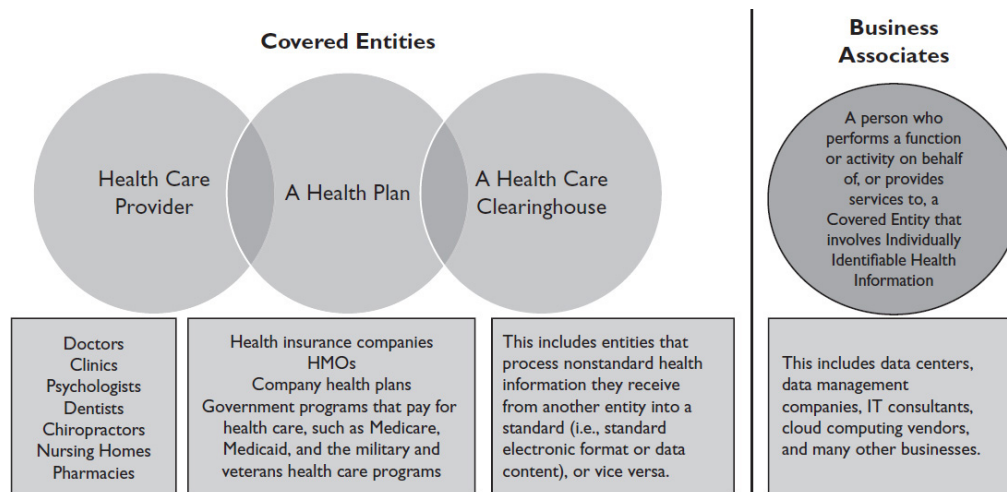 Covered Entities
Business
Associates
Health Care
Provider
A Health Plan
A Health Care
Clearinghouse
A person who
performs a function
or activity on behalf
of, or provides
services to, a
Covered Entity that
involves Individually
Identifiable Health
Information
Doctors
Clinics
Psychologists
Dentists
Chiropractors
Nursing Homes
Pharmacies
Health insurance companies
HMOs
Company health plans
Government programs that pay for
health care, such as Medicare,
Medicaid, and the military and
veterans health care programs
This includes entities that
process nonstandard health
information they receive
from another entity into a
standard (i.e., standard
electronic format or data
content), or vice versa.
This includes data centers,
data management
companies, IT consultants,
cloud computing vendors,
and many other businesses.